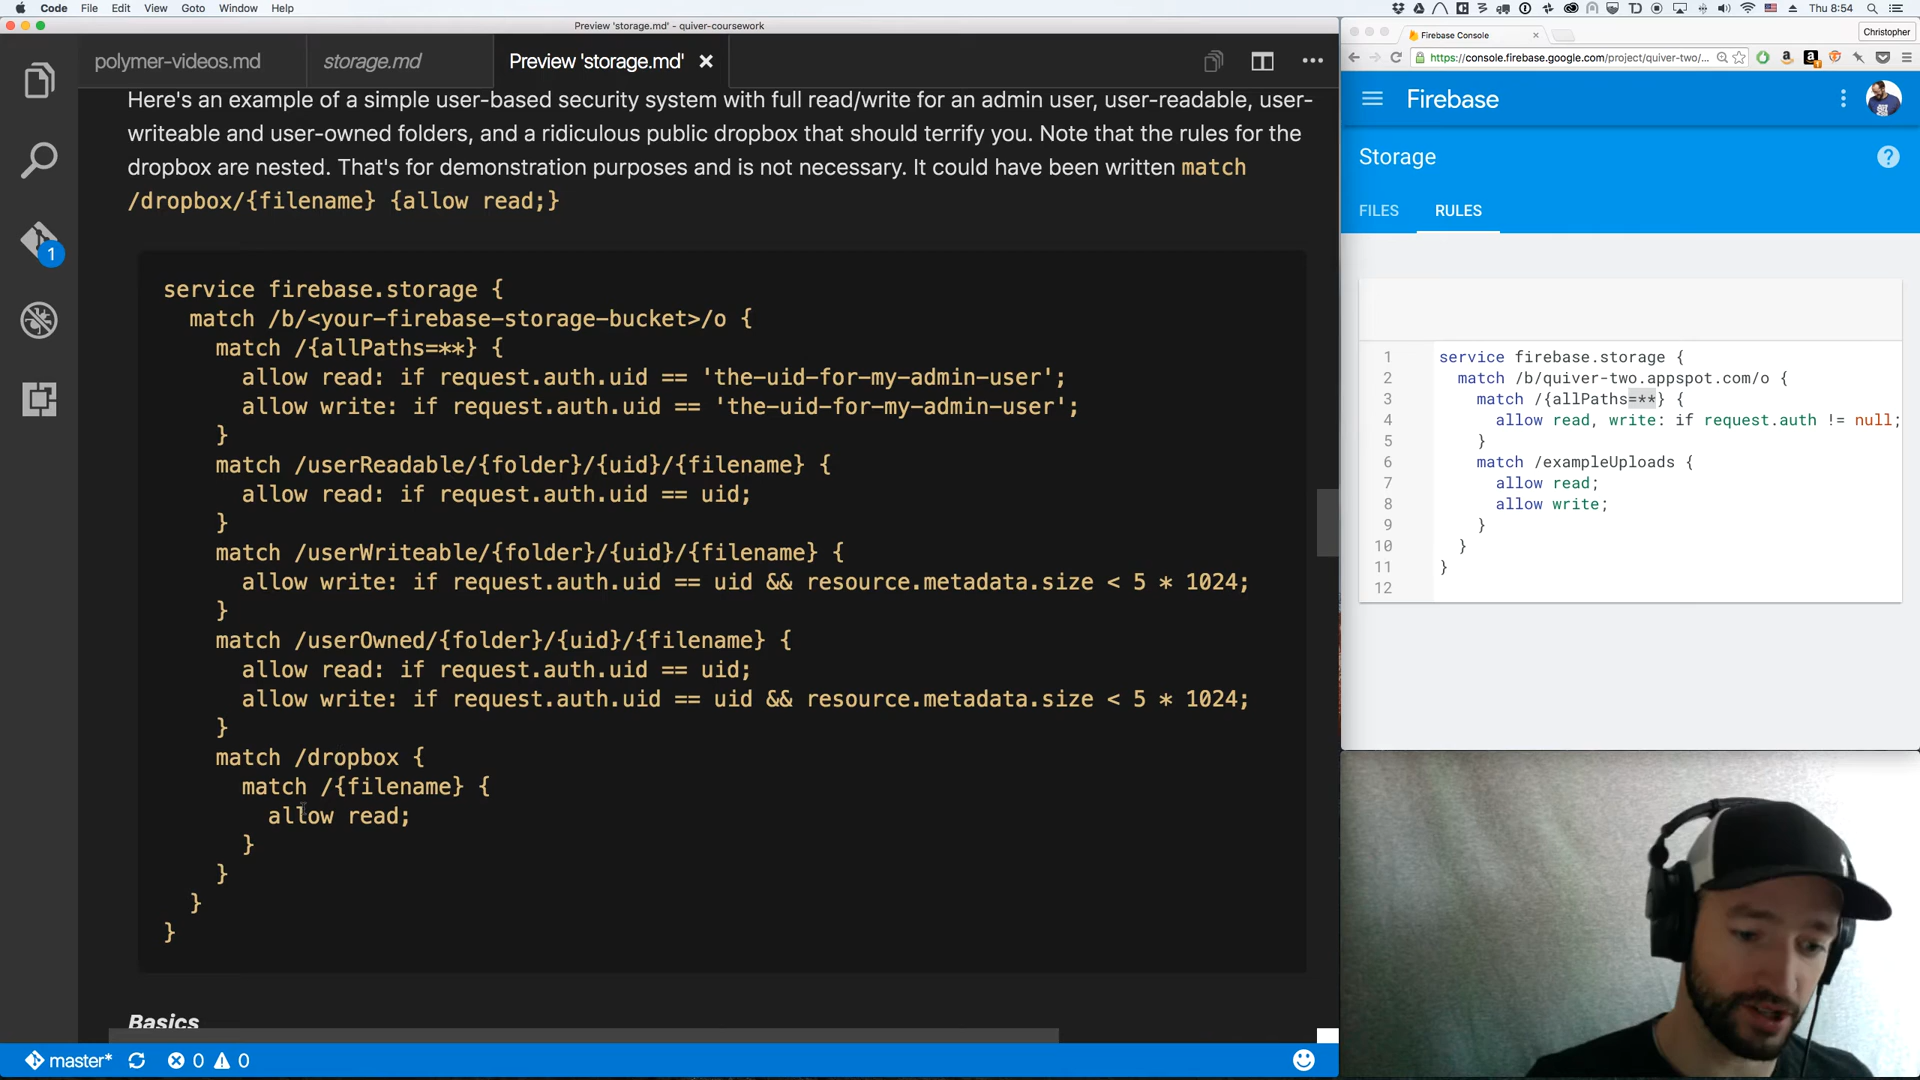 Code File Edit View Goto Window Help
Thu 8:54
Preview 'storage.md' - quiver-coursework
polymer-videos.md
storage.md
Preview 'storage.md'
Here's an example of a simple user-based security system with full read/write for an admin user, user-readable, user-
writeable and user-owned folders, and a ridiculous public dropbox that should terrify you. Note that the rules for the
dropbox are nested. That's for demonstration purposes and is not necessary. It could have been written match
/dropbox/{filename} {allow read;}
service firebase.storage {
match /b/<your-firebase-storage-bucket>/o {
match /{allPaths=**} {
allow read: if request.auth.uid == 'the-uid-for-my-admin-user';
allow write: if request.auth.uid == 'the-uid-for-my-admin-user';
}
match /userReadable/{folder}/{uid}/{filename} {
allow read: if request.auth.uid == uid;
}
match /userWriteable/{folder}/{uid}/{filename} {
allow write: if request.auth.uid == uid && resource.metadata.size < 5 * 1024;
}
match /userOwned/{folder}/{uid}/{filename} {
allow read: if request.auth.uid == uid;
allow write: if request.auth.uid == uid && resource.metadata.size < 5 * 1024;
}
match /dropbox {
match /{filename} {
allow read;
}
}
}
}
Basics
1
master*
0 0
Firebase Console
Christopher
https://console.firebase.google.com/project/quiver-two/...
Firebase
Storage
?
FILES RULES
1 service firebase.storage {
2 match /b/quiver-two.appspot.com/o {
3 match /{allPaths=**} {
4 allow read, write: if request.auth != null;
5 }
6 match /exampleUploads {
7 allow read;
8 allow write;
9 }
10 }
11 }
12